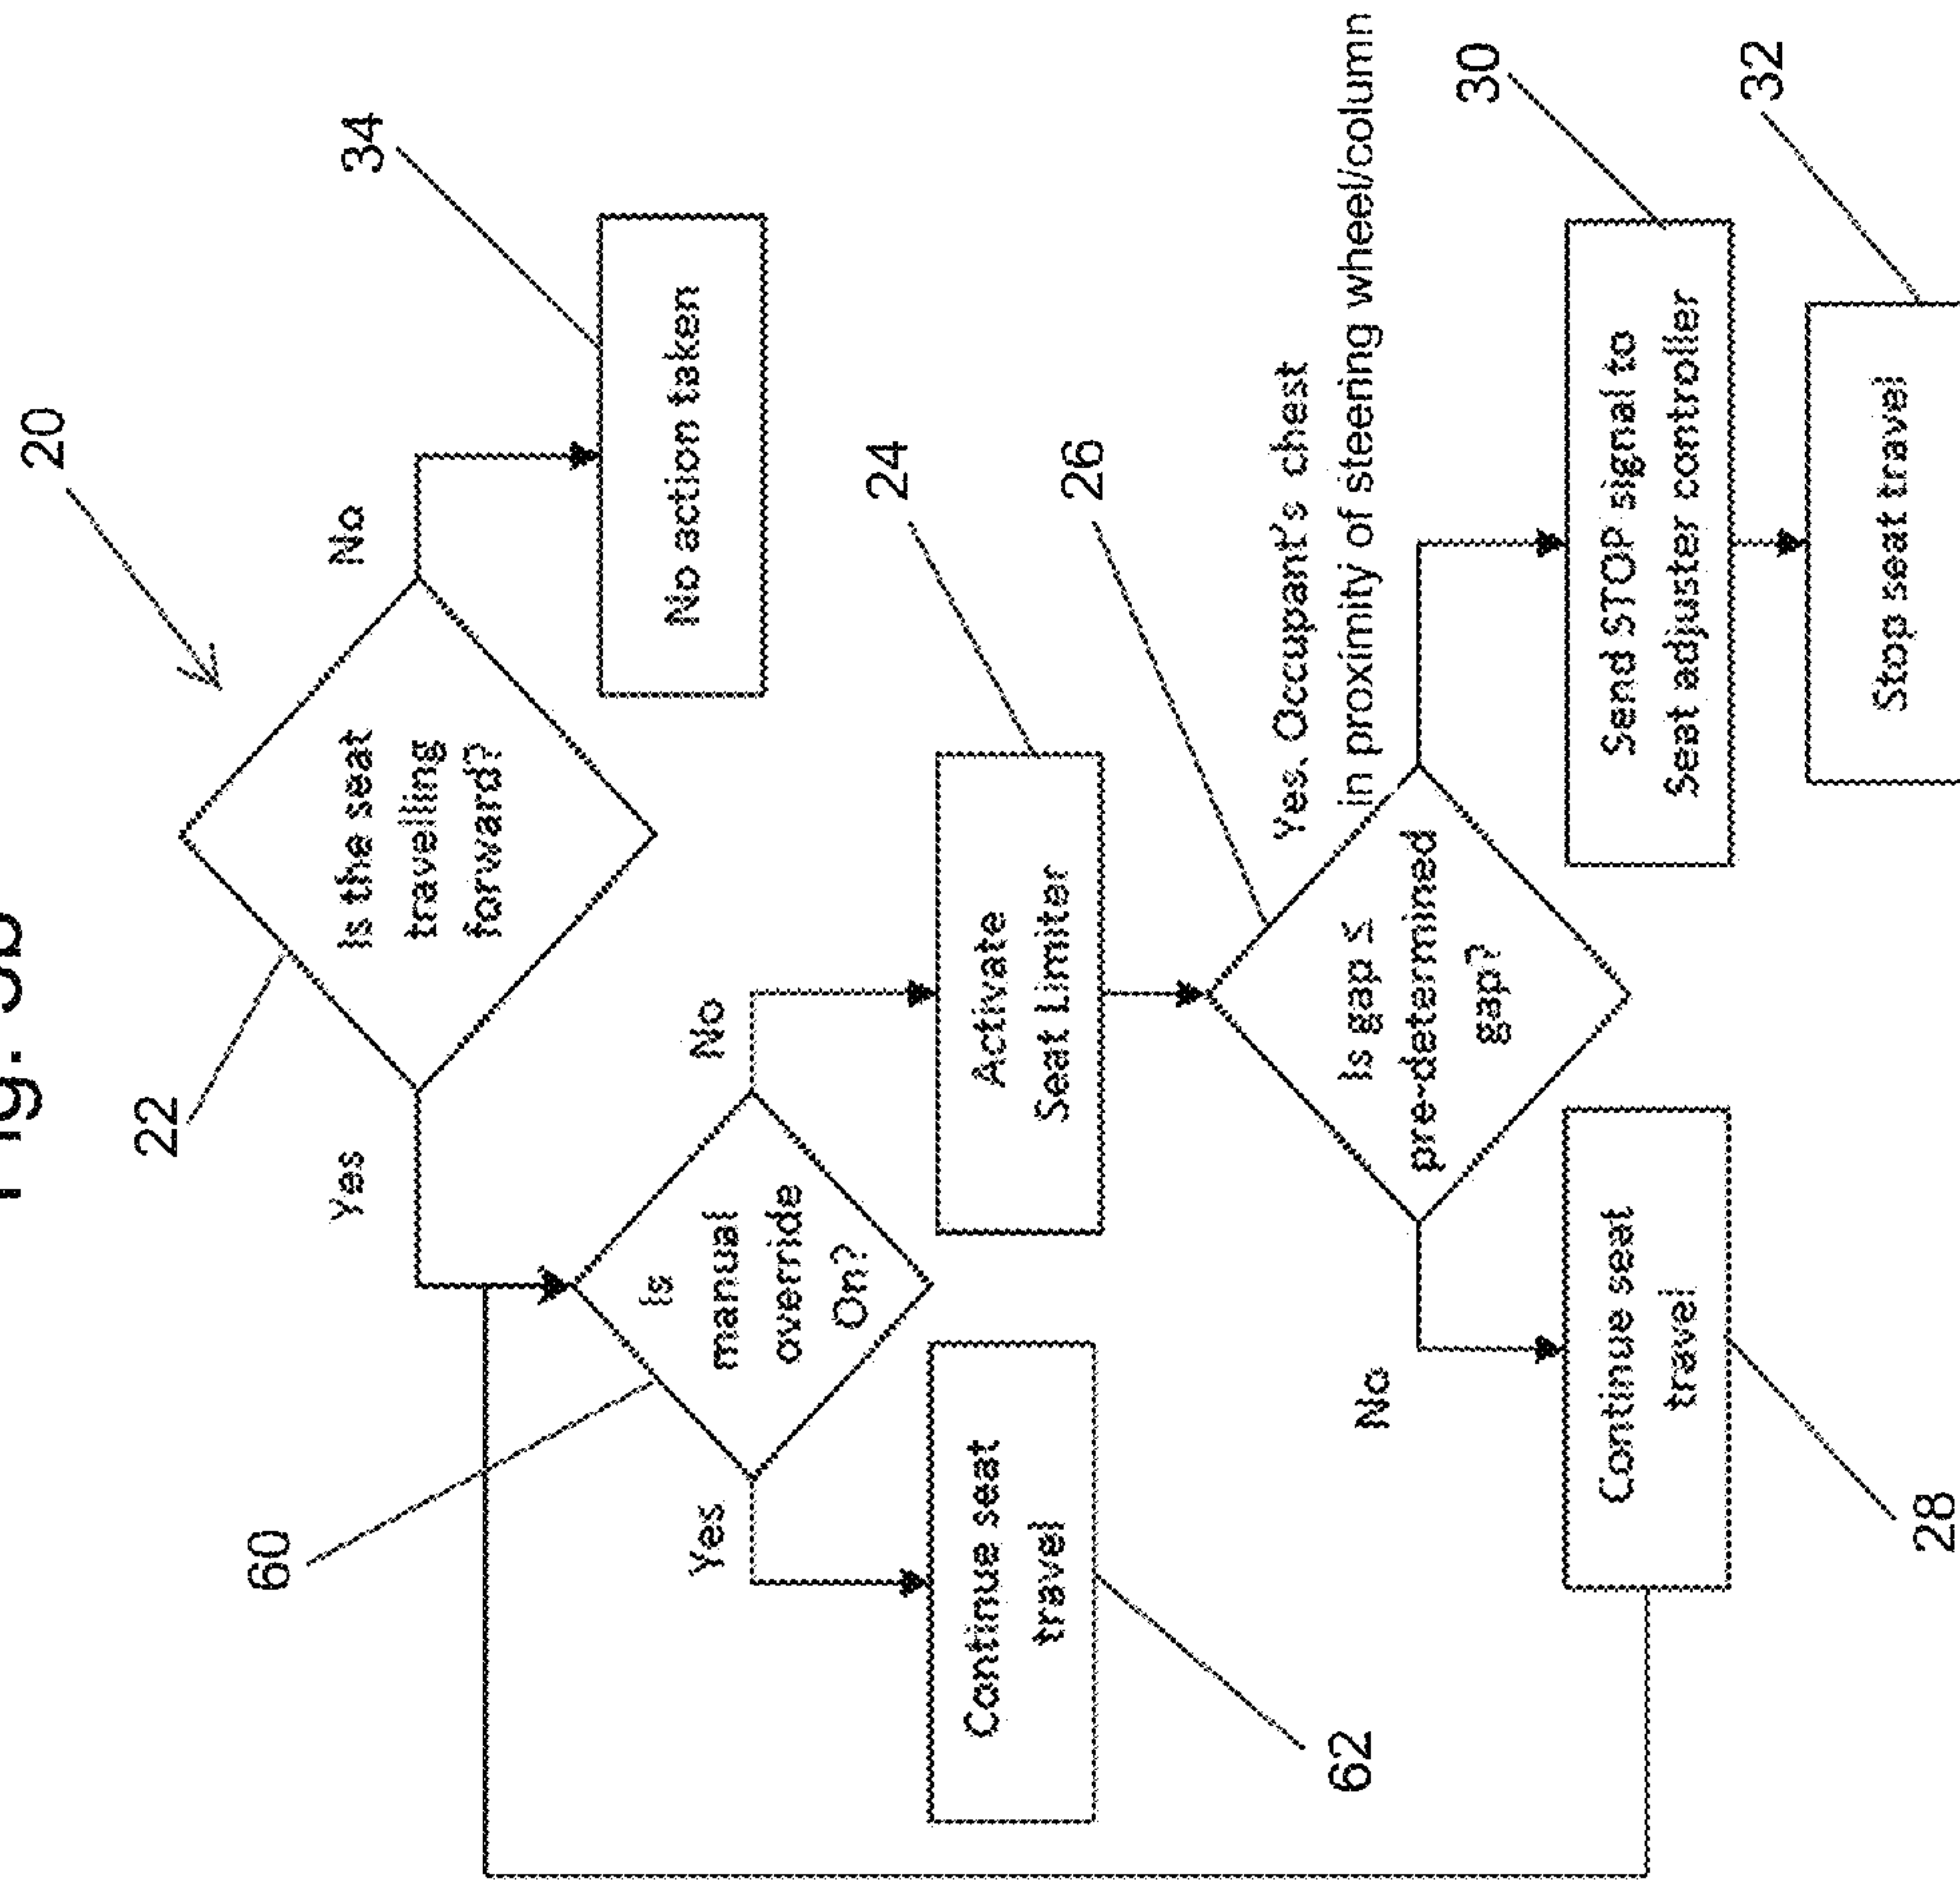 20
22
Is the seat
travelling
forward?
Yes
No
34
No action taken
60
Is
manual
override
On?
Yes
No
62
Continue seat
travel
24
Activate
Seat Limiter
26
Is gap ≤
pre-determined
gap?
No
Yes. Occupant's chest
in proximity of steering wheel/column
28
Continue seat
travel
30
Send STOP signal to
Seat adjuster controller
32
Stop seat travel